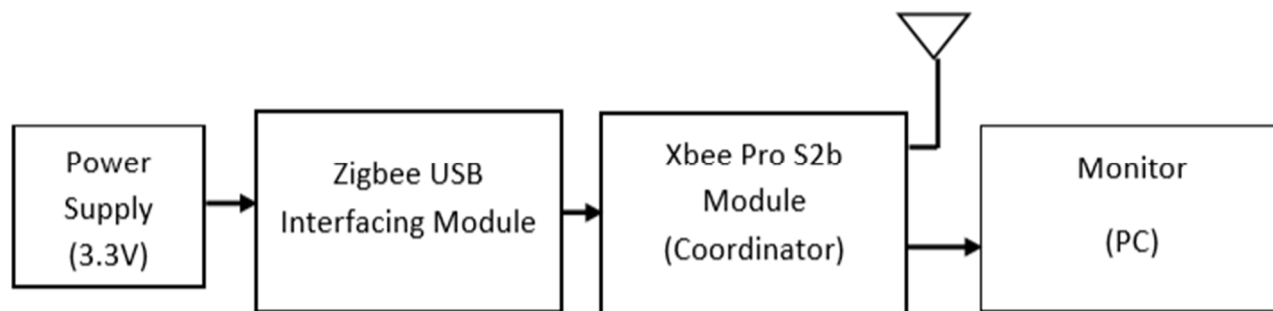 Power
Supply
(3.3V)
Zigbee USB
Interfacing Module
Xbee Pro S2b
Module
(Coordinator)
Monitor
(PC)